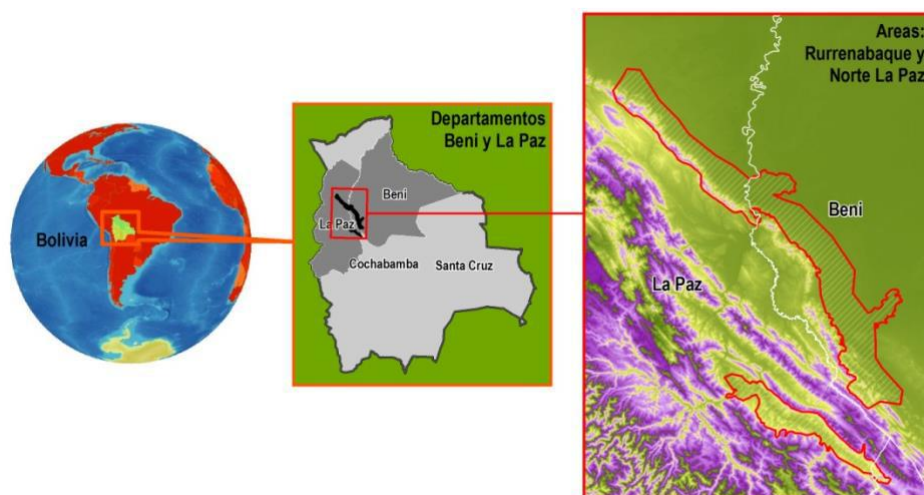 Bolivia
Departamentos
Beni y La Paz
Beni
La Paz
Cochabamba
Santa Cruz
Areas:
Rurrenabaque y
Norte La Paz
Beni
La Paz